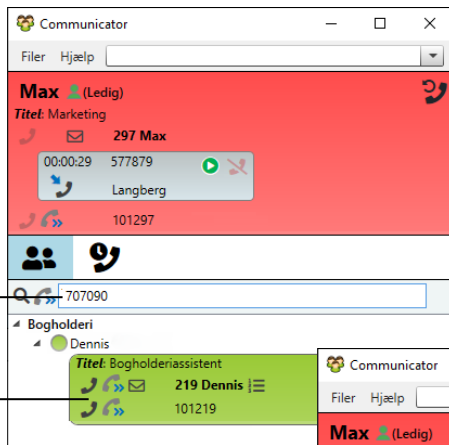 Communicator
Filer Hjælp
Max (Ledig)
Titel: Marketing
297 Max
00:00:29 577879
Langberg
101297
707090
Bogholderi
Dennis
Titel: Bogholderiassistent
219 Dennis
101219
Communicator
Filer Hjælp
Max (Ledig)